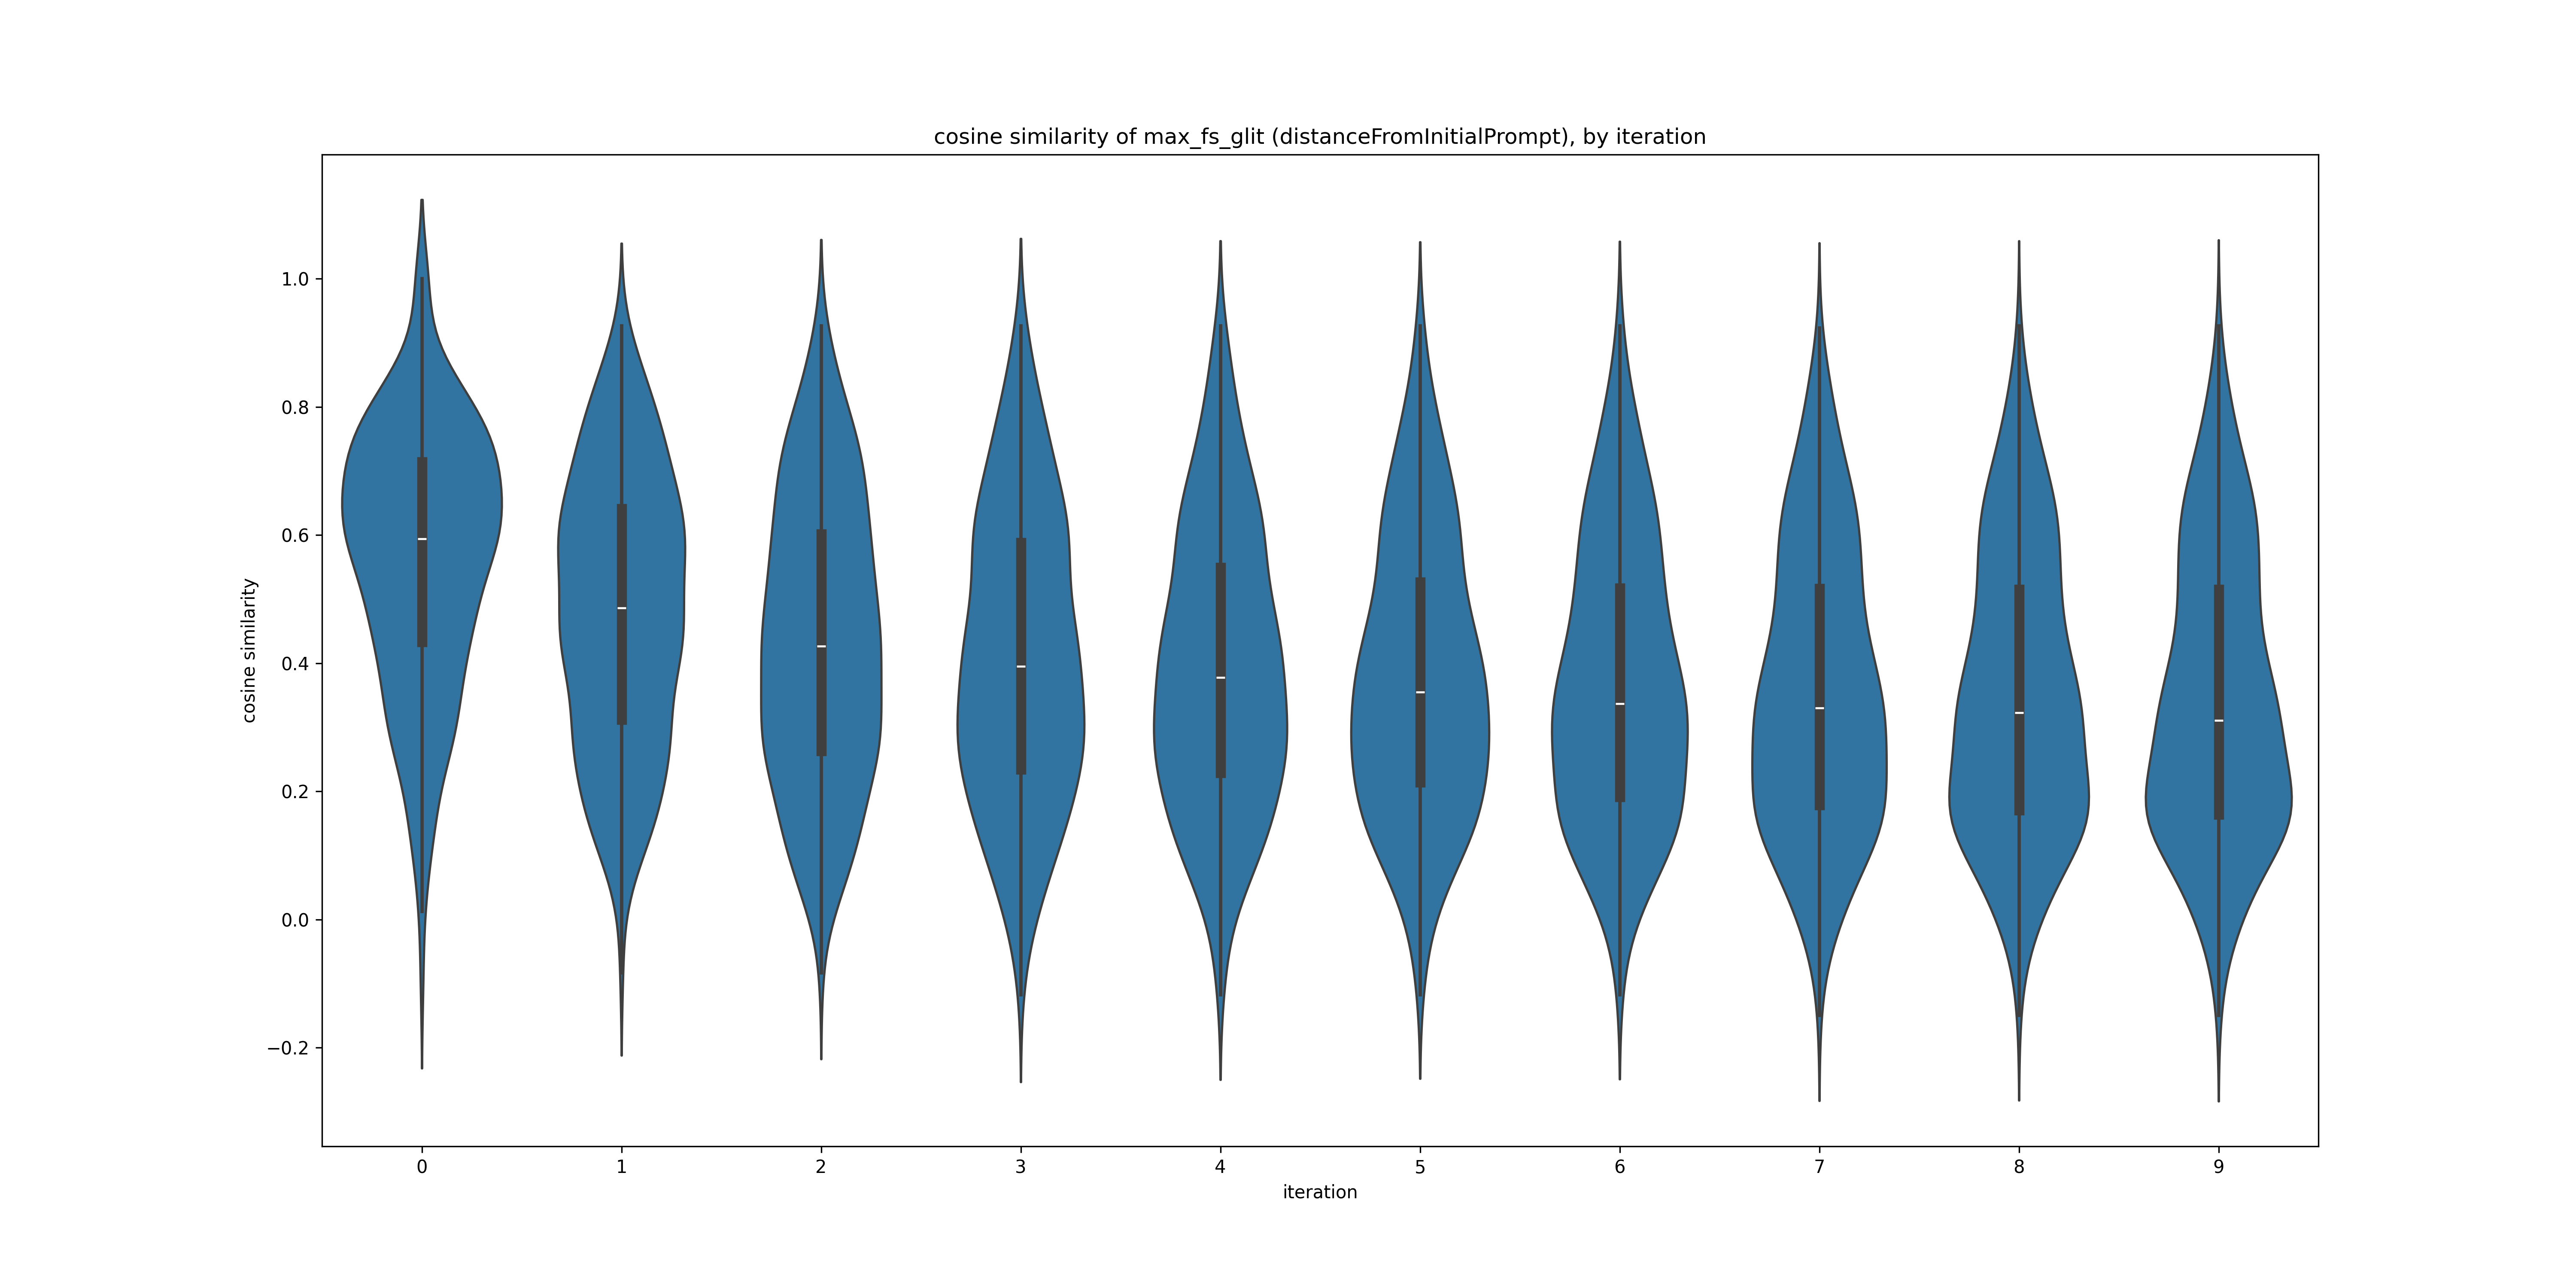 cosine similarity of max_fs_glit (distanceFromInitialPrompt), by iteration
1.0
0.8
0.6
0.4
0.2
0.0
−0.2
cosine similarity
0 1 2 3 4 5 6 7 8 9
iteration